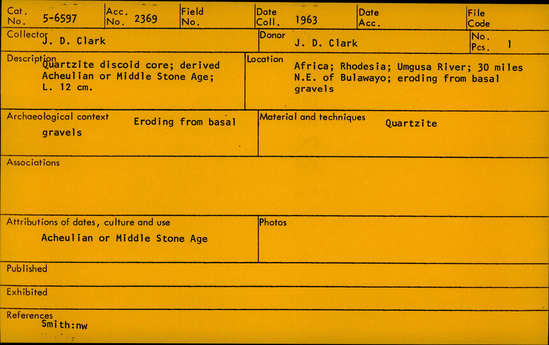 Cat. No. 5-6597 Acc. No. 2369 Field No. Date Coll. 1963 Date Acc. File Code
Collector J. D. Clark Donor J. D. Clark No. Pcs. 1
Description Quartzite discoid core; derived
Acheulian or Middle Stone Age;
L. 12 cm.
Location Africa; Rhodesia; Umgusa River; 30 miles
N.E. of Bulawayo; eroding from basal
gravels
Archaeological context Eroding from basal
gravels
Material and techniques Quartzite
Associations
Attributions of dates, culture and use
Acheulian or Middle Stone Age
Photos
Published
Exhibited
References
Smith:nw